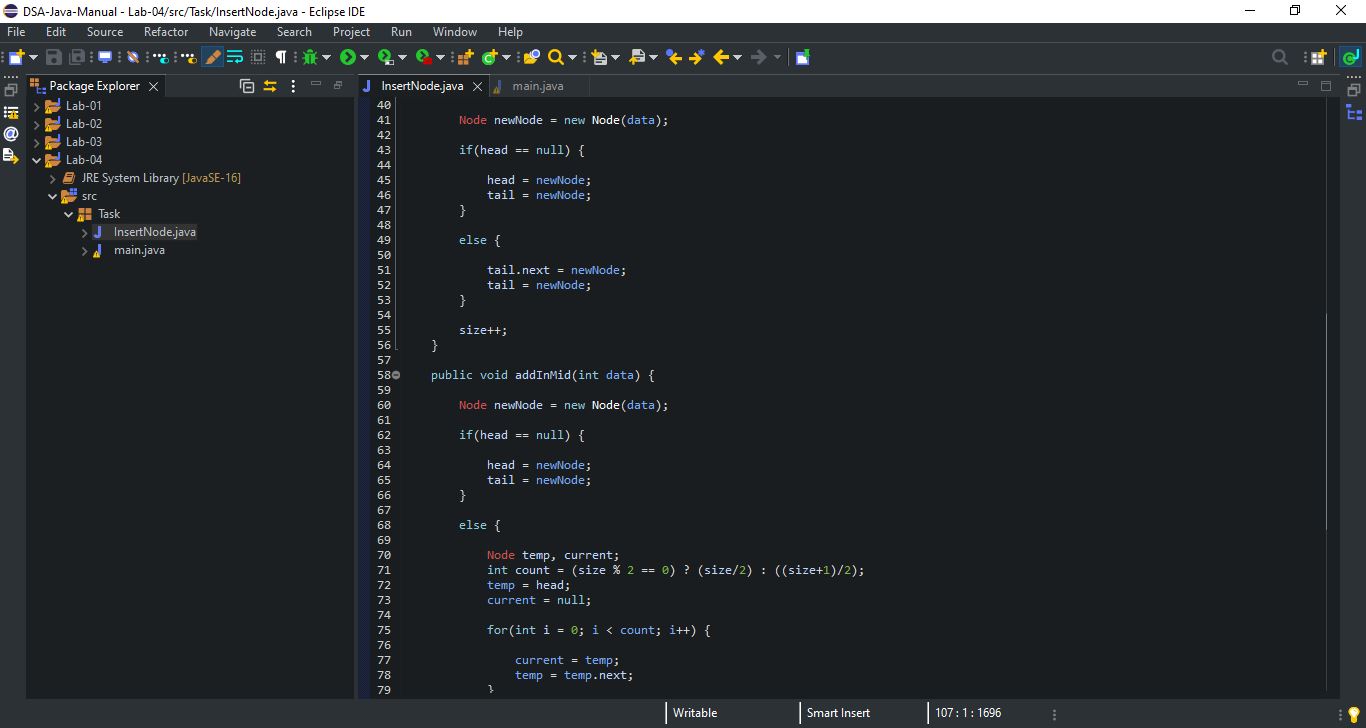 DSA-Java-Manual - Lab-04/src/Task/InsertNode.java - Eclipse IDE
File Edit Source Refactor Navigate Search Project Run Window Help
Package Explorer
InsertNode.java main.java
Lab-01
Lab-02
Lab-03
Lab-04
JRE System Library [JavaSE-16]
src
Task
InsertNode.java
main.java
40
41 Node newNode = new Node(data);
42
43 if(head == null) {
44
45 head = newNode;
46 tail = newNode;
47 }
48
49 else {
50
51 tail.next = newNode;
52 tail = newNode;
53 }
54
55 size++;
56 }
57
58 public void addInMid(int data) {
59
60 Node newNode = new Node(data);
61
62 if(head == null) {
63
64 head = newNode;
65 tail = newNode;
66 }
67
68 else {
69
70 Node temp, current;
71 int count = (size % 2 == 0) ? (size/2) : ((size+1)/2);
72 temp = head;
73 current = null;
74
75 for(int i = 0; i < count; i++) {
76
77 current = temp;
78 temp = temp.next;
79 }
Writable Smart Insert 107 : 1 : 1696